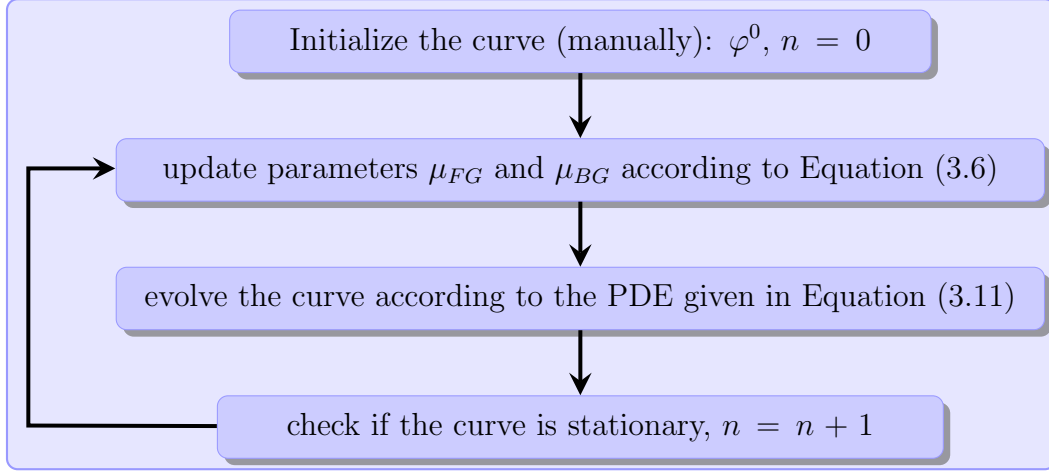 Initialize the curve (manually): φ⁰, n = 0
update parameters μ_FG and μ_BG according to Equation (3.6)
evolve the curve according to the PDE given in Equation (3.11)
check if the curve is stationary, n = n + 1